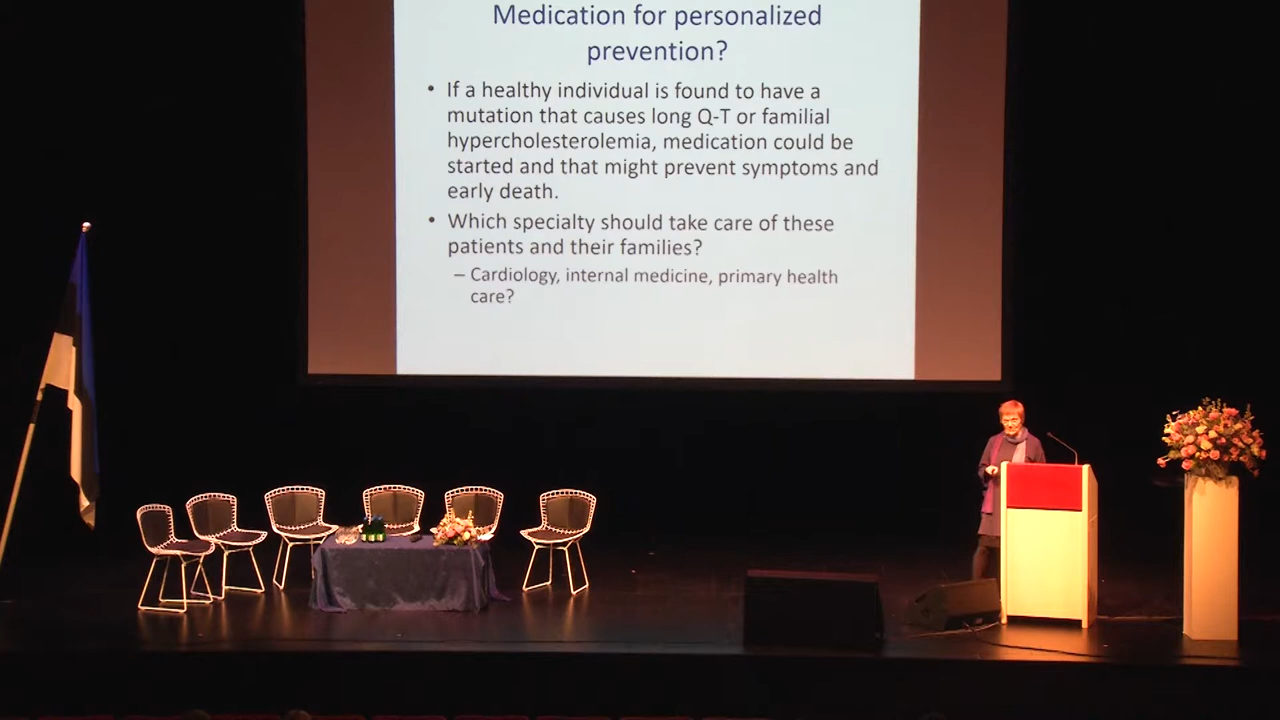 Medication for personalized
prevention?
• If a healthy individual is found to have a
mutation that causes long Q-T or familial
hypercholesterolemia, medication could be
started and that might prevent symptoms and
early death.
• Which specialty should take care of these
patients and their families?
– Cardiology, internal medicine, primary health
care?